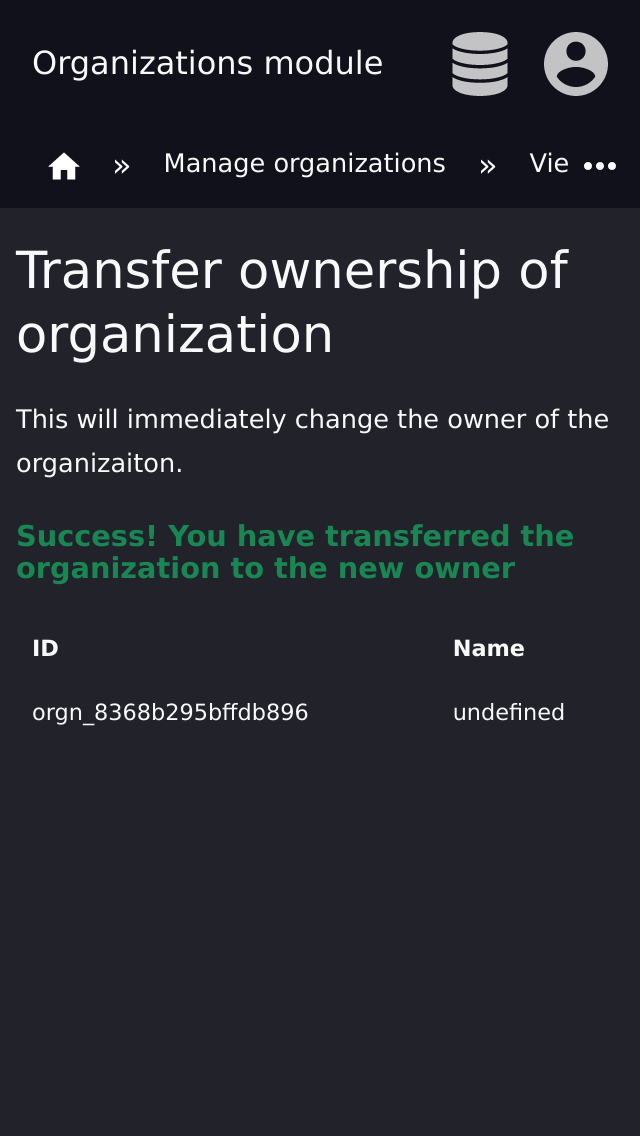 Organizations module
» Manage organizations » Vie •••
Transfer ownership of
organization
This will immediately change the owner of the
organizaiton.
Success! You have transferred the
organization to the new owner
ID Name
orgn_8368b295bffdb896 undefined